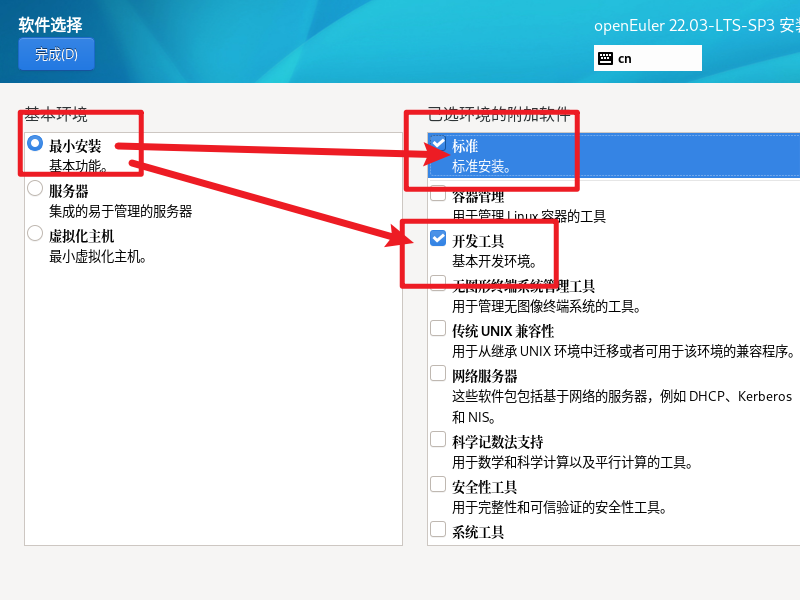 软件选择
完成(D)
openEuler 22.03-LTS-SP3 安装
cn
基本环境
最小安装
基本功能。
服务器
集成的易于管理的服务器
虚拟化主机
最小虚拟化主机。
已选环境的附加软件
标准
标准安装。
容器管理
用于管理 Linux 容器的工具
开发工具
基本开发环境。
无图形终端系统管理工具
用于管理无图像终端系统的工具。
传统 UNIX 兼容性
用于从继承 UNIX 环境中迁移或者可用于该环境的兼容程序。
网络服务器
这些软件包包括基于网络的服务器，例如 DHCP、Kerberos
和 NIS。
科学记数法支持
用于数学和科学计算以及平行计算的工具。
安全性工具
用于完整性和可信验证的安全性工具。
系统工具